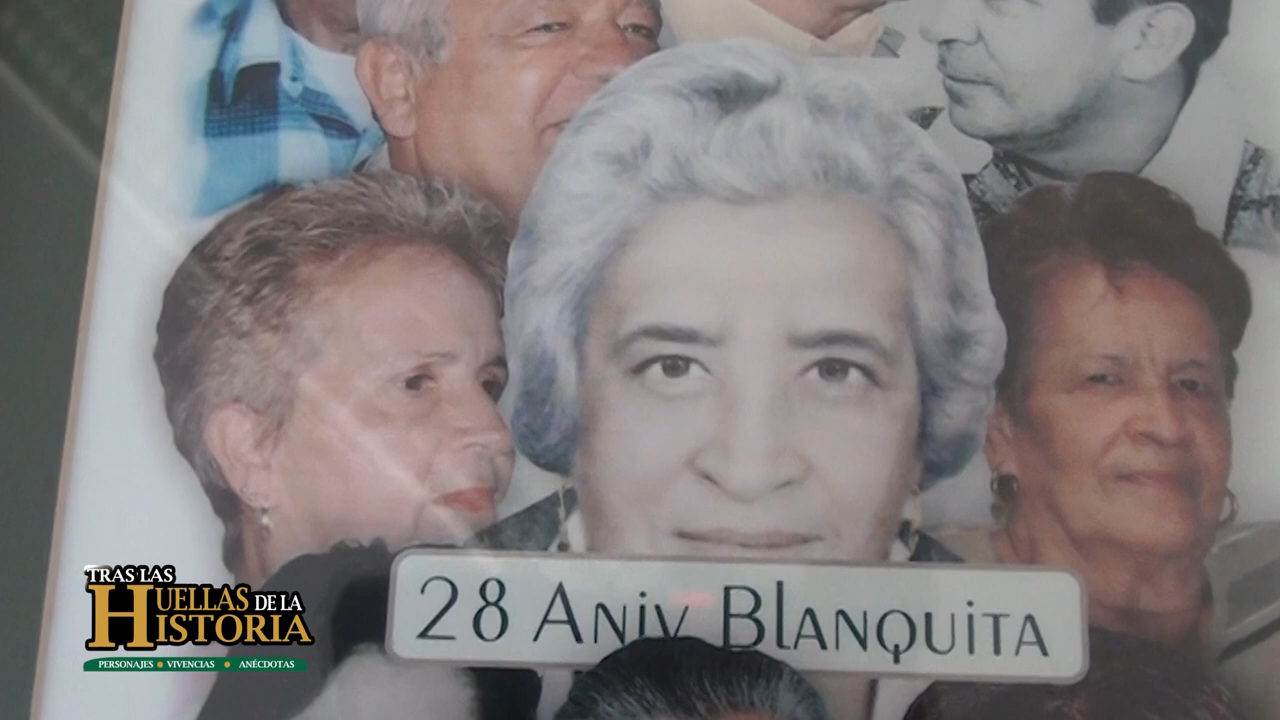 28 Aniv Blanquita
TRAS LAS
HUELLAS DE LA
HISTORIA
PERSONAJES • VIVENCIAS • ANÉCDOTAS